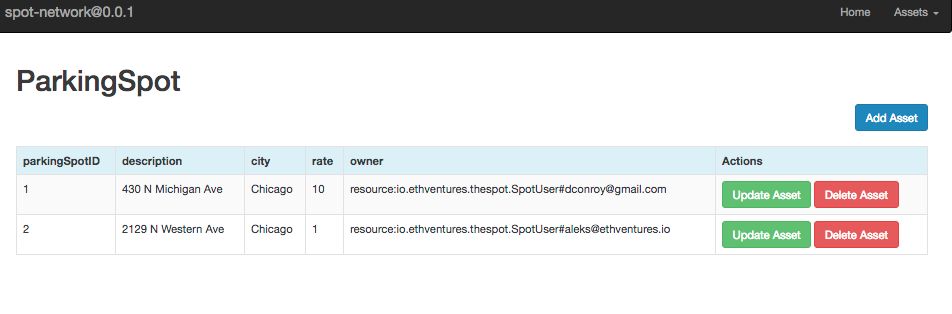 spot-network@0.0.1 Home Assets
ParkingSpot
Add Asset
parkingSpotID description city rate owner Actions
1 430 N Michigan Ave Chicago 10 resource:io.ethventures.thespot.SpotUser#dconroy@gmail.com Update Asset Delete Asset
2 2129 N Western Ave Chicago 1 resource:io.ethventures.thespot.SpotUser#aleks@ethventures.io Update Asset Delete Asset